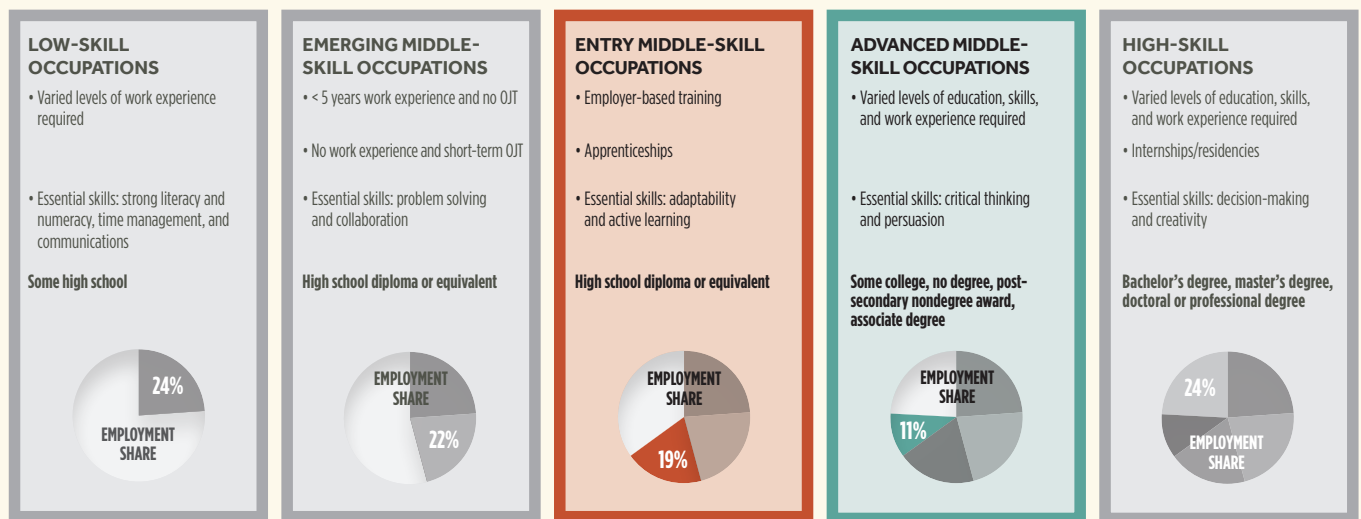 LOW-SKILL
OCCUPATIONS
• Varied levels of work experience
required
• Essential skills: strong literacy and
numeracy, time management, and
communications
Some high school
24%
EMPLOYMENT
SHARE
EMERGING MIDDLE-
SKILL OCCUPATIONS
• < 5 years work experience and no OJT
• No work experience and short-term OJT
• Essential skills: problem solving
and collaboration
High school diploma or equivalent
EMPLOYMENT
SHARE
22%
ENTRY MIDDLE-SKILL
OCCUPATIONS
• Employer-based training
• Apprenticeships
• Essential skills: adaptability
and active learning
High school diploma or equivalent
EMPLOYMENT
SHARE
19%
ADVANCED MIDDLE-
SKILL OCCUPATIONS
• Varied levels of education, skills,
and work experience required
• Essential skills: critical thinking
and persuasion
Some college, no degree, post-
secondary nondegree award,
associate degree
EMPLOYMENT
SHARE
11%
HIGH-SKILL
OCCUPATIONS
• Varied levels of education, skills,
and work experience required
• Internships/residencies
• Essential skills: decision-making
and creativity
Bachelor's degree, master's degree,
doctoral or professional degree
24%
EMPLOYMENT
SHARE